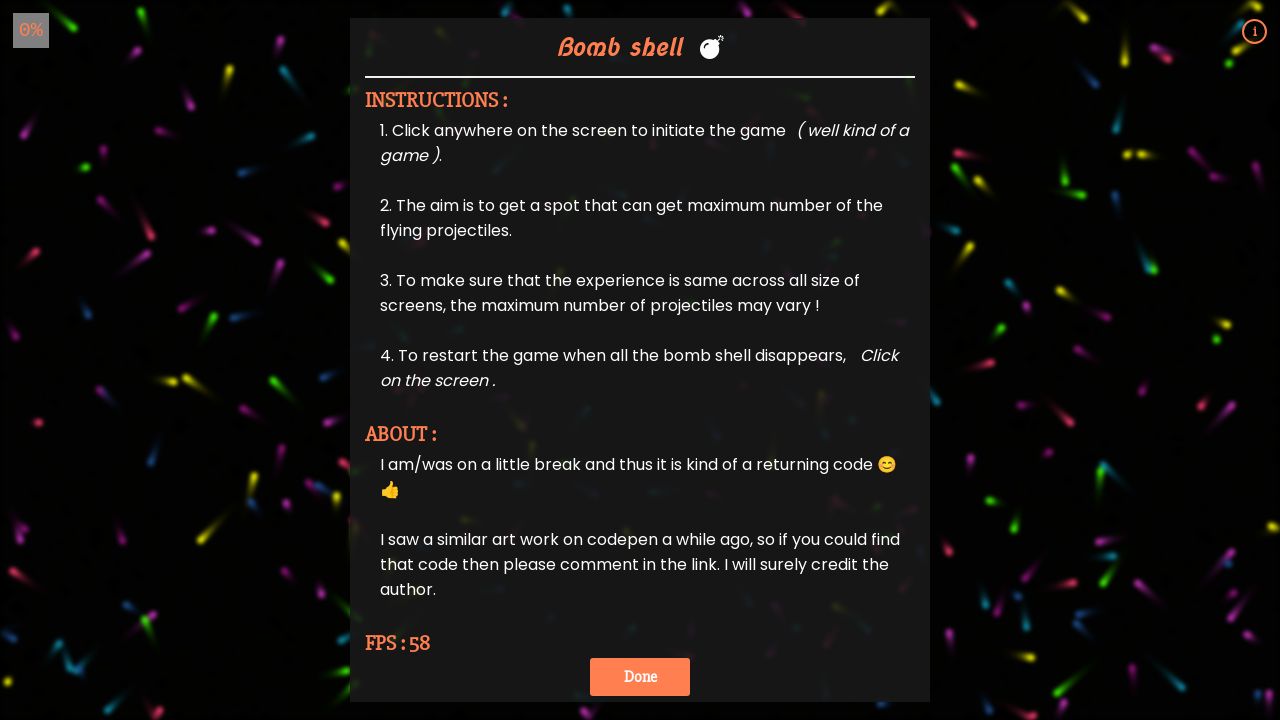 0%
i
Bomb shell 💣
INSTRUCTIONS :
1. Click anywhere on the screen to initiate the game ( well kind of a
game ).
2. The aim is to get a spot that can get maximum number of the
flying projectiles.
3. To make sure that the experience is same across all size of
screens, the maximum number of projectiles may vary !
4. To restart the game when all the bomb shell disappears, Click
on the screen .
ABOUT :
I am/was on a little break and thus it is kind of a returning code 😊
👍
I saw a similar art work on codepen a while ago, so if you could find
that code then please comment in the link. I will surely credit the
author.
FPS : 58
Done